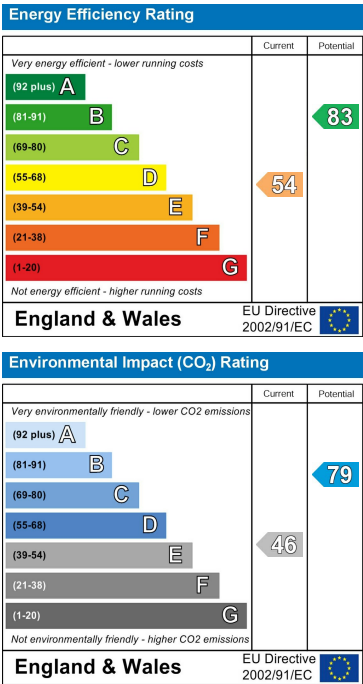 Energy Efficiency Rating
Current Potential
Very energy efficient - lower running costs
(92 plus) A
(81-91) B
83
(69-80) C
(55-68) D
54
(39-54) E
(21-38) F
(1-20) G
Not energy efficient - higher running costs
England & Wales
EU Directive
2002/91/EC
Environmental Impact (CO₂) Rating
Current Potential
Very environmentally friendly - lower CO2 emissions
(92 plus) A
(81-91) B
79
(69-80) C
(55-68) D
46
(39-54) E
(21-38) F
(1-20) G
Not environmentally friendly - higher CO2 emissions
England & Wales
EU Directive
2002/91/EC